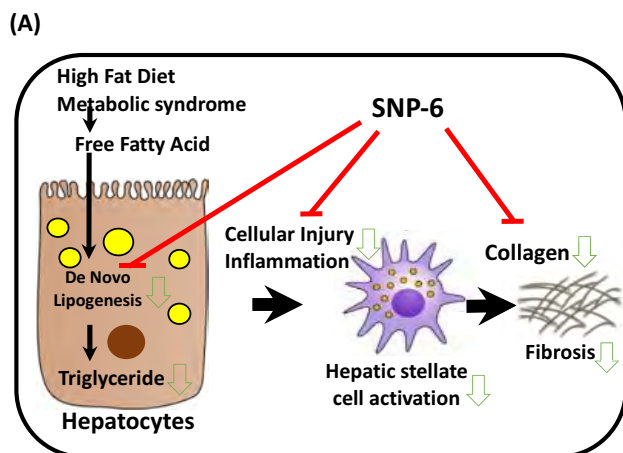 (A)
High Fat Diet
Metabolic syndrome
Free Fatty Acid
SNP-6
De Novo
Lipogenesis
Triglyceride
Hepatocytes
Cellular Injury
Inflammation
Hepatic stellate
cell activation
Collagen
Fibrosis